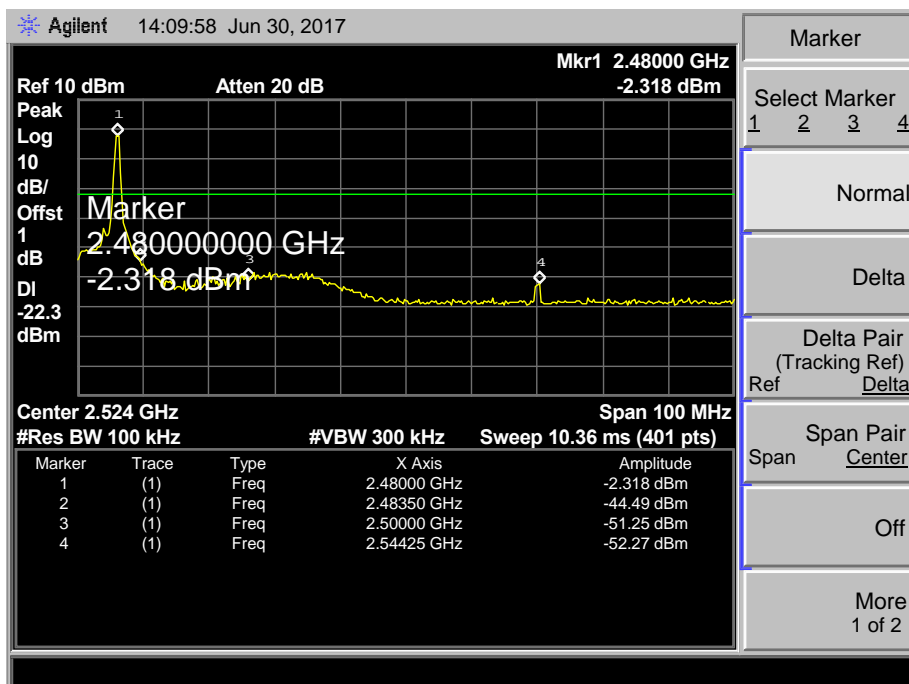 Agilent 14:09:58 Jun 30, 2017
Mkr1 2.48000 GHz
Ref 10 dBm Atten 20 dB -2.318 dBm
Peak
Log
10
dB/
Offst
1
dB
DI
-22.3
dBm
1
3
4
Marker
2.480000000 GHz
-2.318 dBm
Center 2.524 GHz Span 100 MHz
#Res BW 100 kHz #VBW 300 kHz Sweep 10.36 ms (401 pts)
Marker Trace Type X Axis Amplitude
1 (1) Freq 2.48000 GHz -2.318 dBm
2 (1) Freq 2.48350 GHz -44.49 dBm
3 (1) Freq 2.50000 GHz -51.25 dBm
4 (1) Freq 2.54425 GHz -52.27 dBm
Marker
Select Marker
1 2 3 4
Normal
Delta
Delta Pair
(Tracking Ref)
Ref Delta
Span Pair
Span Center
Off
More
1 of 2